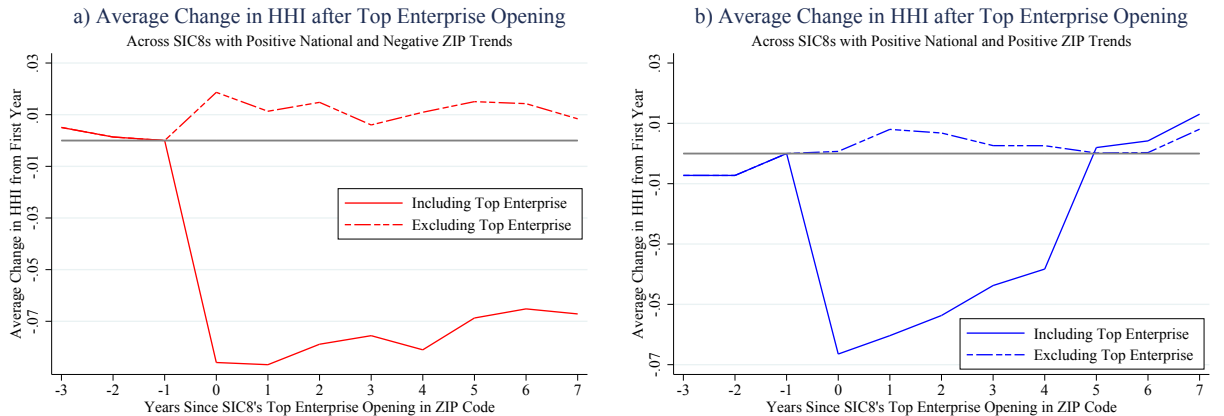 a) Average Change in HHI after Top Enterprise Opening
Across SIC8s with Positive National and Negative ZIP Trends
Average Change in HHI from First Year
.03
.01
-.01
-.03
-.05
-.07
Including Top Enterprise
Excluding Top Enterprise
-3 -2 -1 0 1 2 3 4 5 6 7
Years Since SIC8's Top Enterprise Opening in ZIP Code
b) Average Change in HHI after Top Enterprise Opening
Across SIC8s with Positive National and Positive ZIP Trends
Average Change in HHI from First Year
.03
.01
-.01
-.03
-.05
-.07
Including Top Enterprise
Excluding Top Enterprise
-3 -2 -1 0 1 2 3 4 5 6 7
Years Since SIC8's Top Enterprise Opening in ZIP Code